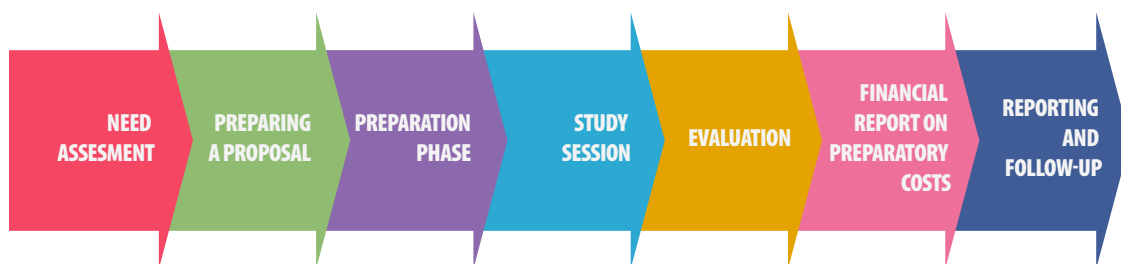 NEED
ASSESMENT
PREPARING
A PROPOSAL
PREPARATION
PHASE
STUDY
SESSION
EVALUATION
FINANCIAL
REPORT ON
PREPARATORY
COSTS
REPORTING
AND
FOLLOW-UP